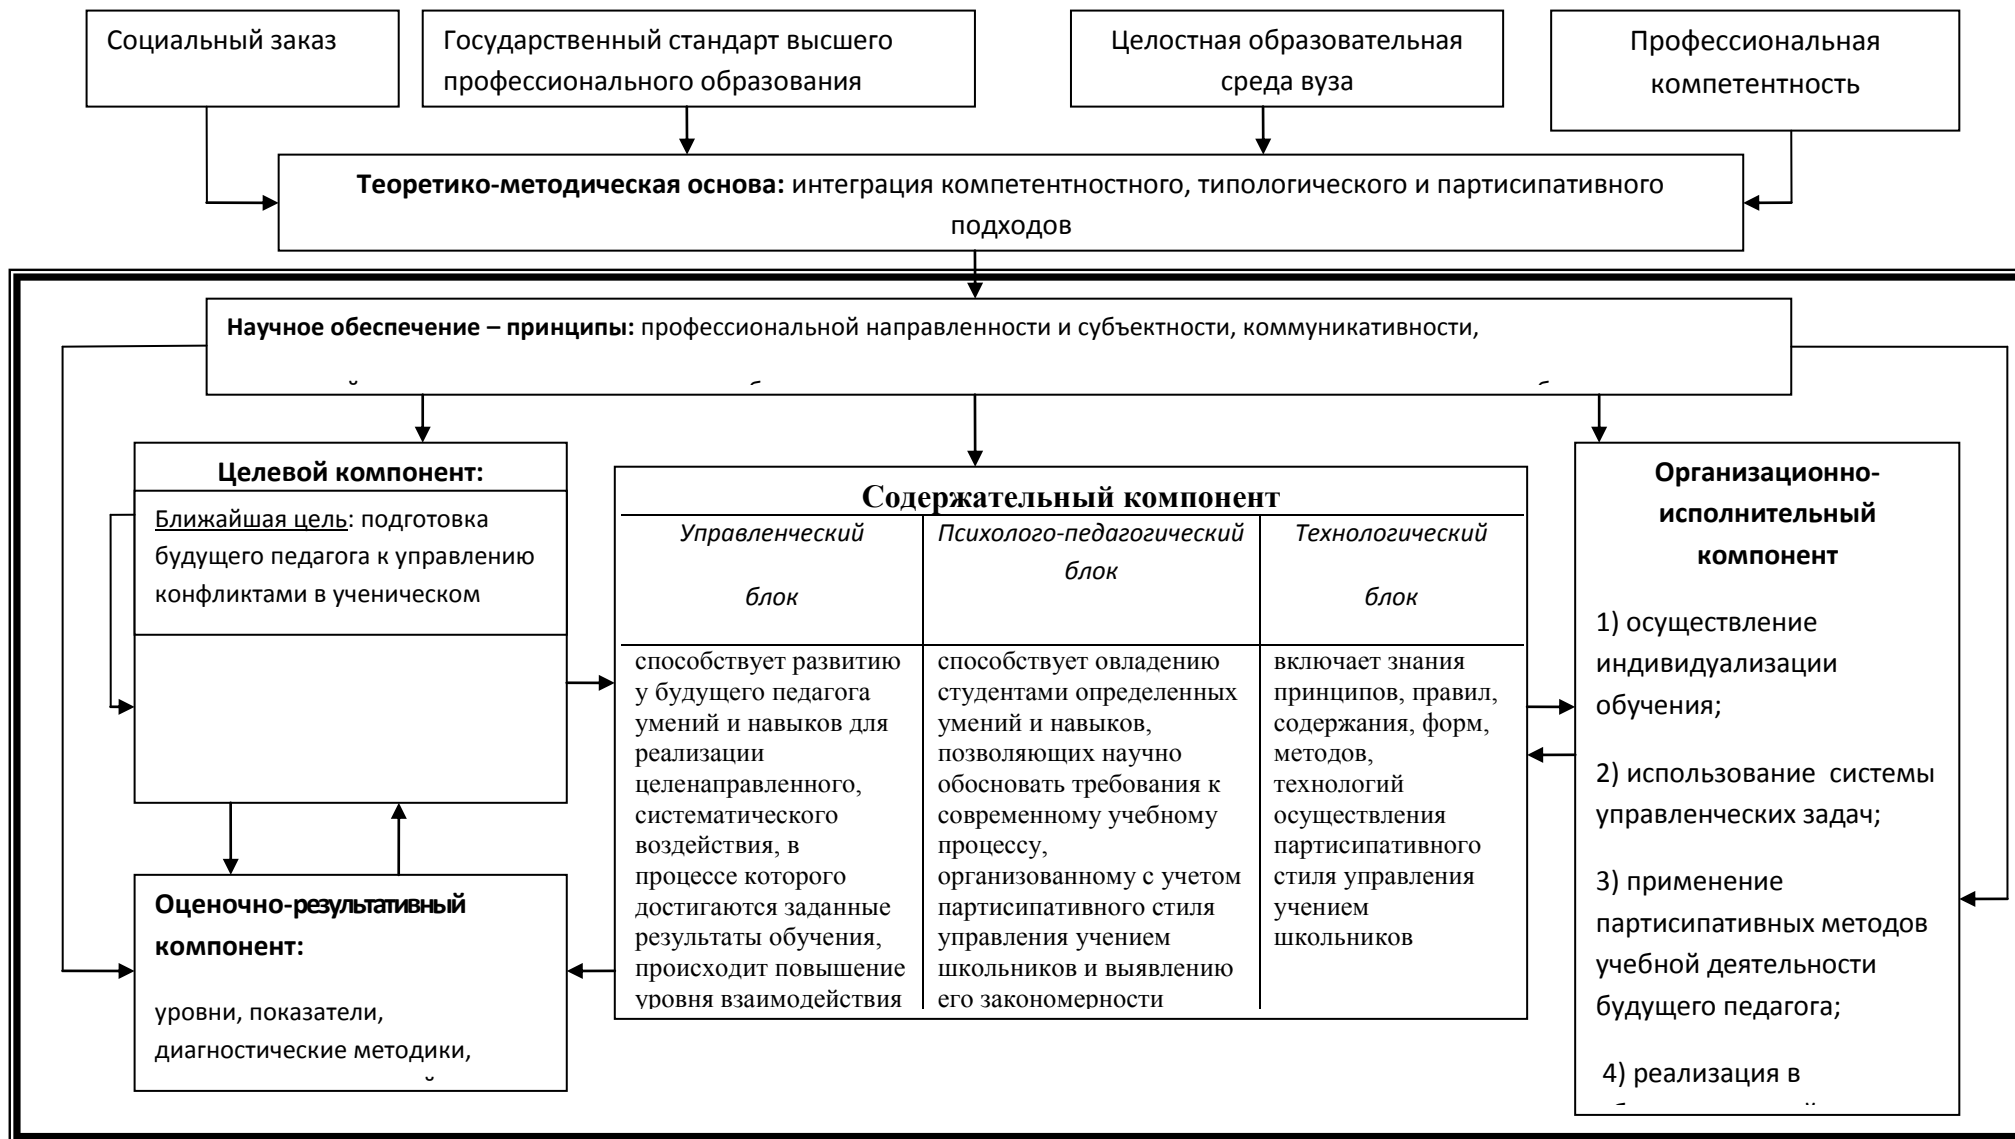 Социальный заказ
Государственный стандарт высшего
профессионального образования
Целостная образовательная
среда вуза
Профессиональная
компетентность
Теоретико-методическая основа: интеграция компетентностного, типологического и партисипативного
подходов
Научное обеспечение – принципы: профессиональной направленности и субъектности, коммуникативности,
Целевой компонент:
Ближайшая цель: подготовка
будущего педагога к управлению
конфликтами в ученическом
Оценочно-результативный
компонент:
уровни, показатели,
диагностические методики,
Содержательный компонент
Управленческий
блок
способствует развитию
у будущего педагога
умений и навыков для
реализации
целенаправленного,
систематического
воздействия, в
процессе которого
достигаются заданные
результаты обучения,
происходит повышение
уровня взаимодействия
Психолого-педагогический
блок
способствует овладению
студентами определенных
умений и навыков,
позволяющих научно
обосновать требования к
современному учебному
процессу,
организованному с учетом
партисипативного стиля
управления учением
школьников и выявлению
его закономерности
Технологический
блок
включает знания
принципов, правил,
содержания, форм,
методов,
технологий
осуществления
партисипативного
стиля управления
учением
школьников
Организационно-
исполнительный
компонент
1) осуществление
индивидуализации
обучения;
2) использование системы
управленческих задач;
3) применение
партисипативных методов
учебной деятельности
будущего педагога;
4) реализация в